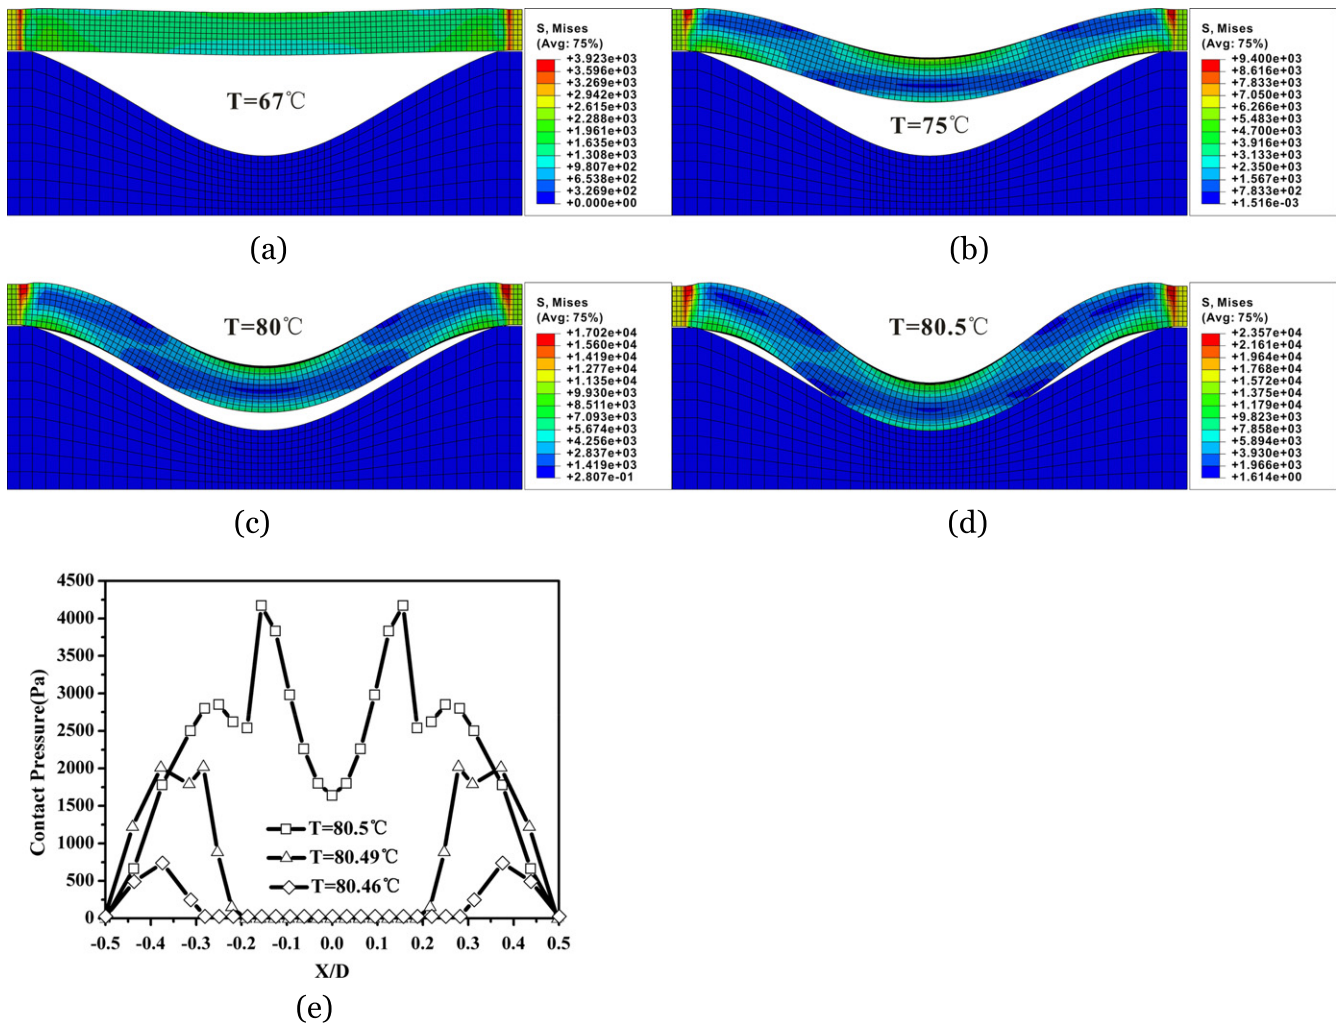 S, Mises
(Avg: 75%)
+3.923e+03
+3.596e+03
+3.269e+03
+2.942e+03
+2.615e+03
+2.288e+03
+1.961e+03
+1.635e+03
+1.308e+03
+9.807e+02
+6.538e+02
+3.269e+02
+0.000e+00
T=67℃
(a)
S, Mises
(Avg: 75%)
+9.400e+03
+8.616e+03
+7.833e+03
+7.050e+03
+6.266e+03
+5.483e+03
+4.700e+03
+3.916e+03
+3.133e+03
+2.350e+03
+1.567e+03
+7.833e+02
+1.516e-03
T=75℃
(b)
S, Mises
(Avg: 75%)
+1.702e+04
+1.560e+04
+1.419e+04
+1.277e+04
+1.135e+04
+9.930e+03
+8.511e+03
+7.093e+03
+5.674e+03
+4.256e+03
+2.837e+03
+1.419e+03
+2.807e-01
T=80℃
(c)
S, Mises
(Avg: 75%)
+2.357e+04
+2.161e+04
+1.964e+04
+1.768e+04
+1.572e+04
+1.375e+04
+1.179e+04
+9.823e+03
+7.858e+03
+5.894e+03
+3.930e+03
+1.966e+03
+1.614e+00
T=80.5℃
(d)
Contact Pressure(Pa)
4500
4000
3500
3000
2500
2000
1500
1000
500
0
T=80.5℃
T=80.49℃
T=80.46℃
-0.5 -0.4 -0.3 -0.2 -0.1 0.0 0.1 0.2 0.3 0.4 0.5
X/D
(e)